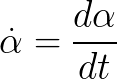 α̇ = dα/dt